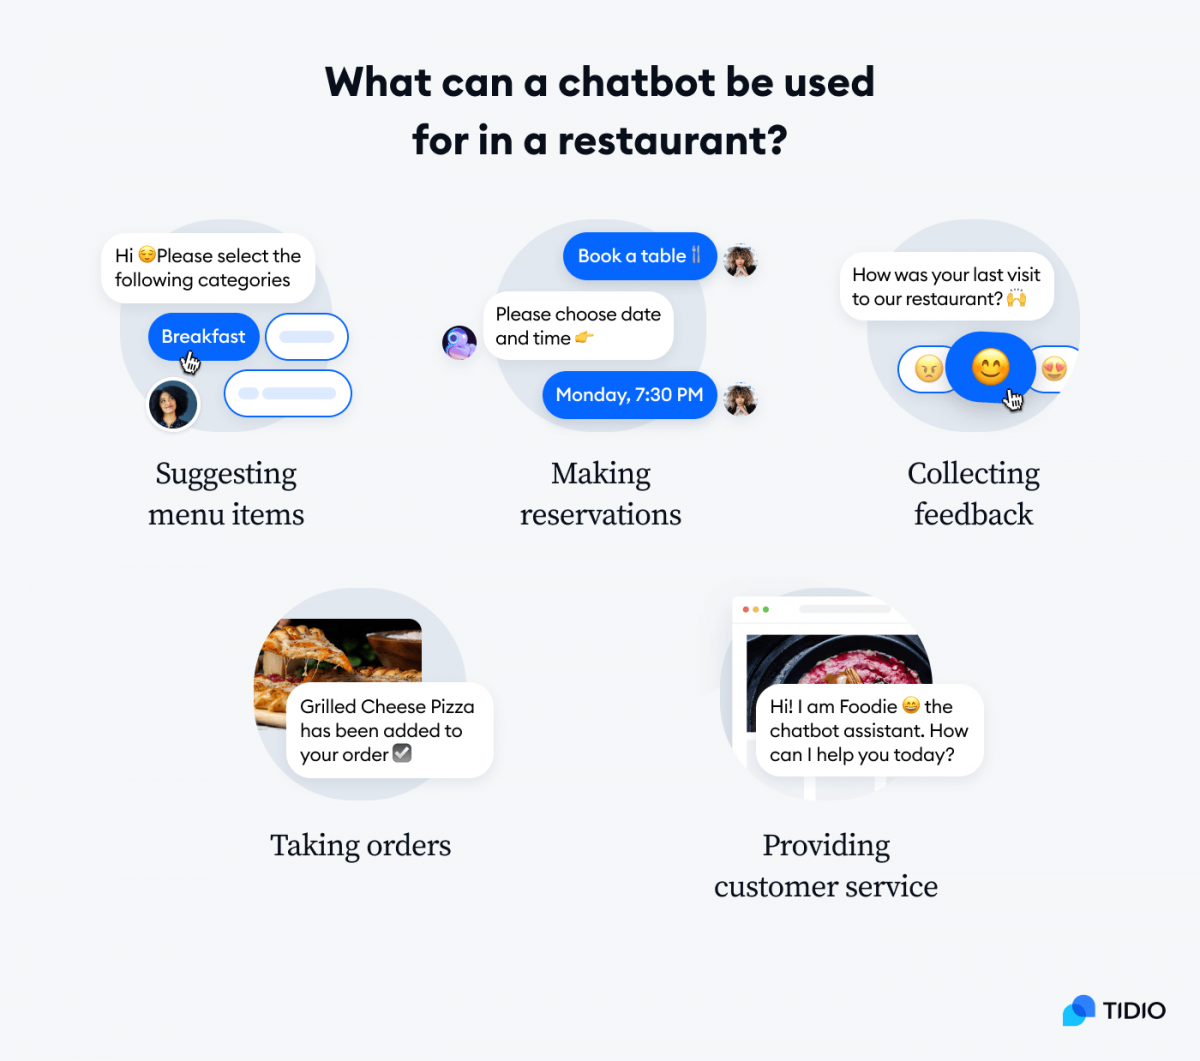 What can a chatbot be used
for in a restaurant?
Hi 😌Please select the
following categories
Breakfast
Suggesting
menu items
Book a table🍴
Please choose date
and time 👉
Monday, 7:30 PM
Making
reservations
How was your last visit
to our restaurant? 🙌
Collecting
feedback
Grilled Cheese Pizza
has been added to
your order ☑️
Taking orders
Hi! I am Foodie 😄 the
chatbot assistant. How
can I help you today?
Providing
customer service
TIDIO